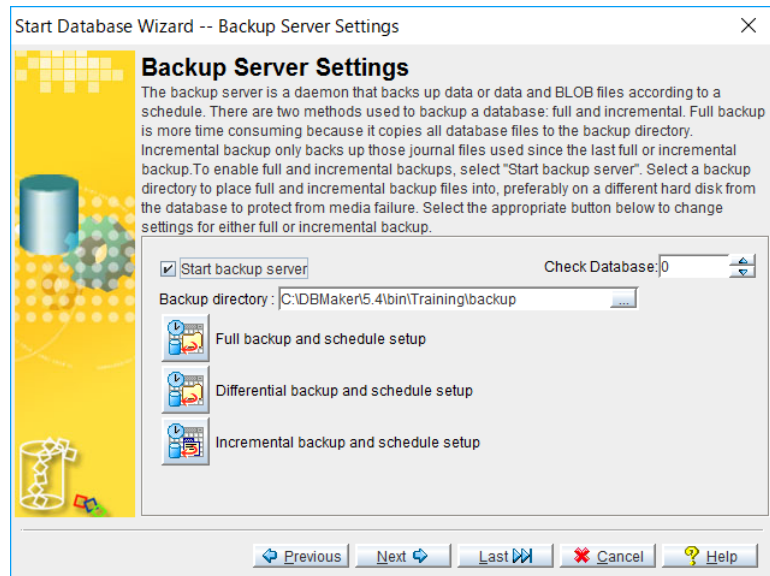 Start Database Wizard -- Backup Server Settings
Backup Server Settings
The backup server is a daemon that backs up data or data and BLOB files according to a
schedule. There are two methods used to backup a database: full and incremental. Full backup
is more time consuming because it copies all database files to the backup directory.
Incremental backup only backs up those journal files used since the last full or incremental
backup.To enable full and incremental backups, select "Start backup server". Select a backup
directory to place full and incremental backup files into, preferably on a different hard disk from
the database to protect from media failure. Select the appropriate button below to change
settings for either full or incremental backup.
Start backup server
Check Database: 0
Backup directory : C:\DBMaker\5.4\bin\Training\backup ...
Full backup and schedule setup
Differential backup and schedule setup
Incremental backup and schedule setup
Previous Next Last Cancel Help